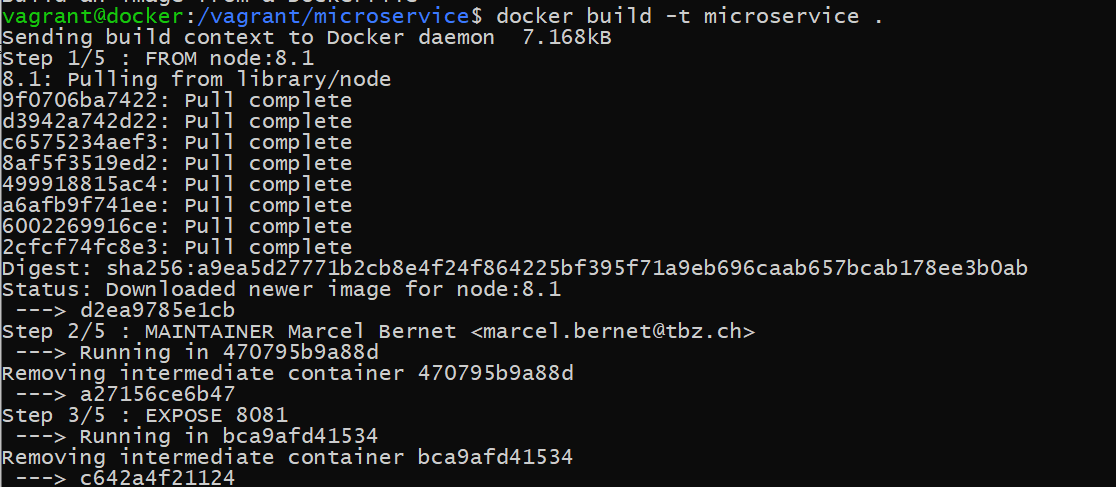 vagrant@docker:/vagrant/microservice$ docker build -t microservice .
Sending build context to Docker daemon  7.168kB
Step 1/5 : FROM node:8.1
8.1: Pulling from library/node
9f0706ba7422: Pull complete
d3942a742d22: Pull complete
c6575234aef3: Pull complete
8af5f3519ed2: Pull complete
499918815ac4: Pull complete
a6afb9f741ee: Pull complete
6002269916ce: Pull complete
2cfcf74fc8e3: Pull complete
Digest: sha256:a9ea5d27771b2cb8e4f24f864225bf395f71a9eb696caab657bcab178ee3b0ab
Status: Downloaded newer image for node:8.1
 ---> d2ea9785e1cb
Step 2/5 : MAINTAINER Marcel Bernet <marcel.bernet@tbz.ch>
 ---> Running in 470795b9a88d
Removing intermediate container 470795b9a88d
 ---> a27156ce6b47
Step 3/5 : EXPOSE 8081
 ---> Running in bca9afd41534
Removing intermediate container bca9afd41534
 ---> c642a4f21124